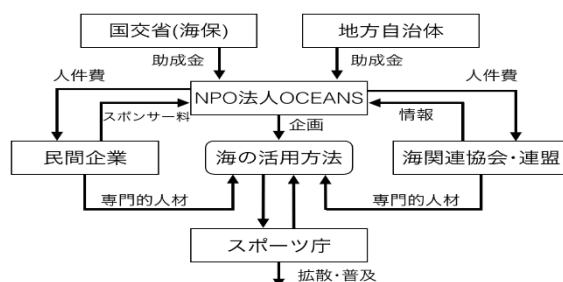 国交省(海保)
地方自治体
助成金
助成金
人件費
人件費
NPO法人OCEANS
スポンサー料
企画
情報
民間企業
海の活用方法
海関連協会・連盟
専門的人材
専門的人材
スポーツ庁
拡散・普及